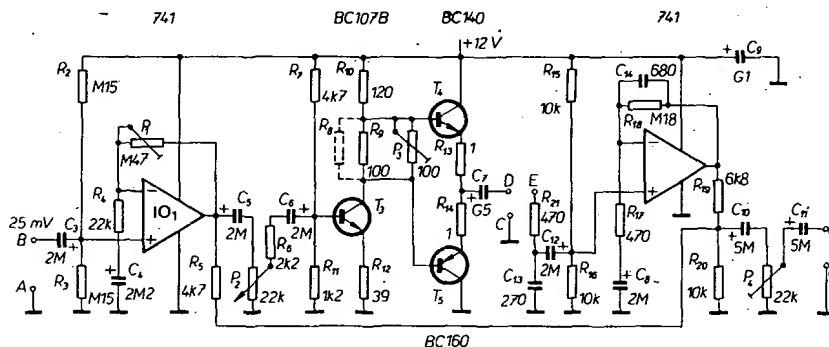 741 BC107B BC140 741
+12 V
R2 M15
P1 M47
R4 22k
C3 2M
25 mV
B
A
R3 M15
C4 2M2
IO1
R5 4k7
C5 2M
P2 22k
C6 2M
R6 2k2
R7 4k7
R11 1k2
R10 120
R8
R9 100
P3 100
T3
R12 39
T4
R13 1
C7 G5
D
C
R14 1
T5
E
R21 470
C12 2M
C13 270
R15 10k
R16 10k
C14 680
R18 M18
R17 470
C8 2M
C9 G1
R19 6k8
C10 5M
R20 10k
P4 22k
C11 5M
BC160